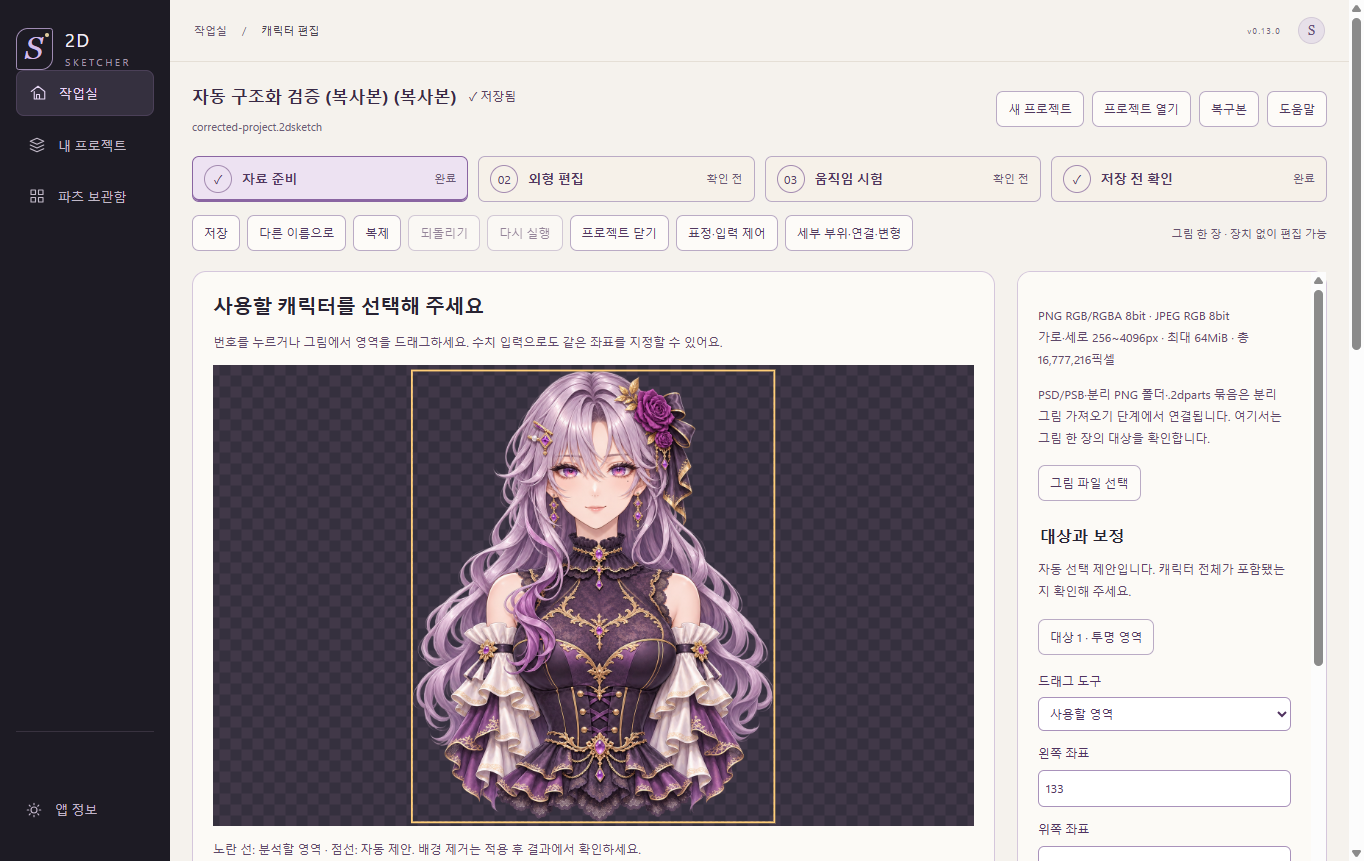 S
2D
SKETCHER
작업실
내 프로젝트
파츠 보관함
앱 정보
작업실 / 캐릭터 편집
v0.13.0
S
자동 구조화 검증 (복사본) (복사본) ✓ 저장됨
corrected-project.2dsketch
새 프로젝트
프로젝트 열기
복구본
도움말
✓ 자료 준비 완료
02 외형 편집 확인 전
03 움직임 시험 확인 전
✓ 저장 전 확인 완료
저장
다른 이름으로
복제
되돌리기
다시 실행
프로젝트 닫기
표정·입력 제어
세부 부위·연결·변형
그림 한 장 · 장치 없이 편집 가능
사용할 캐릭터를 선택해 주세요
번호를 누르거나 그림에서 영역을 드래그하세요. 수치 입력으로도 같은 좌표를 지정할 수 있어요.
노란 선: 분석할 영역 · 점선: 자동 제안. 배경 제거는 적용 후 결과에서 확인하세요.
PNG RGB/RGBA 8bit · JPEG RGB 8bit
가로·세로 256~4096px · 최대 64MiB · 총
16,777,216픽셀
PSD/PSB·분리 PNG 폴더·.2dparts 묶음은 분리
그림 가져오기 단계에서 연결됩니다. 여기서는
그림 한 장의 대상을 확인합니다.
그림 파일 선택
대상과 보정
자동 선택 제안입니다. 캐릭터 전체가 포함됐는
지 확인해 주세요.
대상 1 · 투명 영역
드래그 도구
사용할 영역
왼쪽 좌표
133
위쪽 좌표